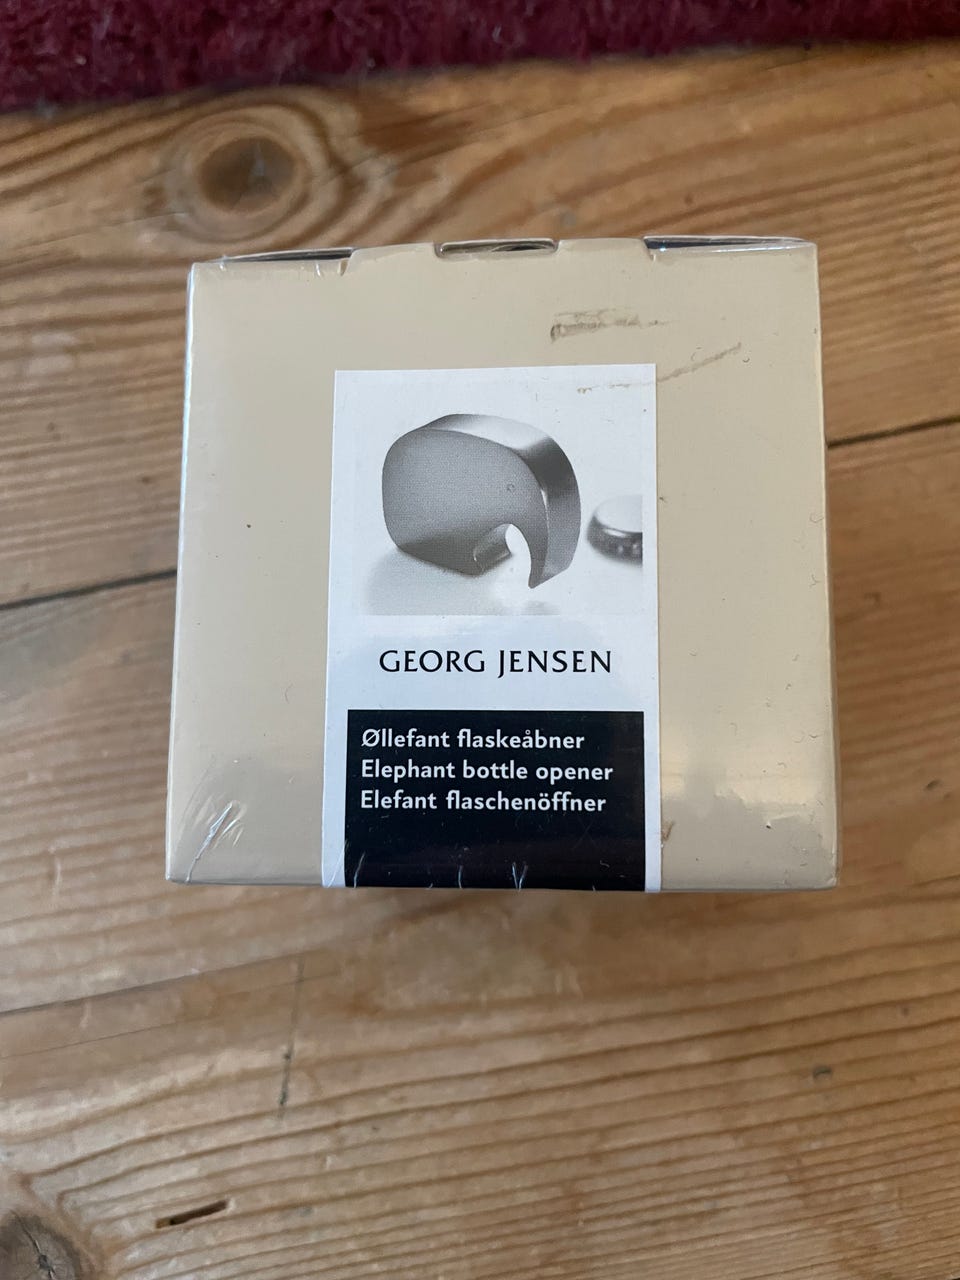 GEORG JENSEN
Øllefant flaskeåbner
Elephant bottle opener
Elefant flaschenöffner